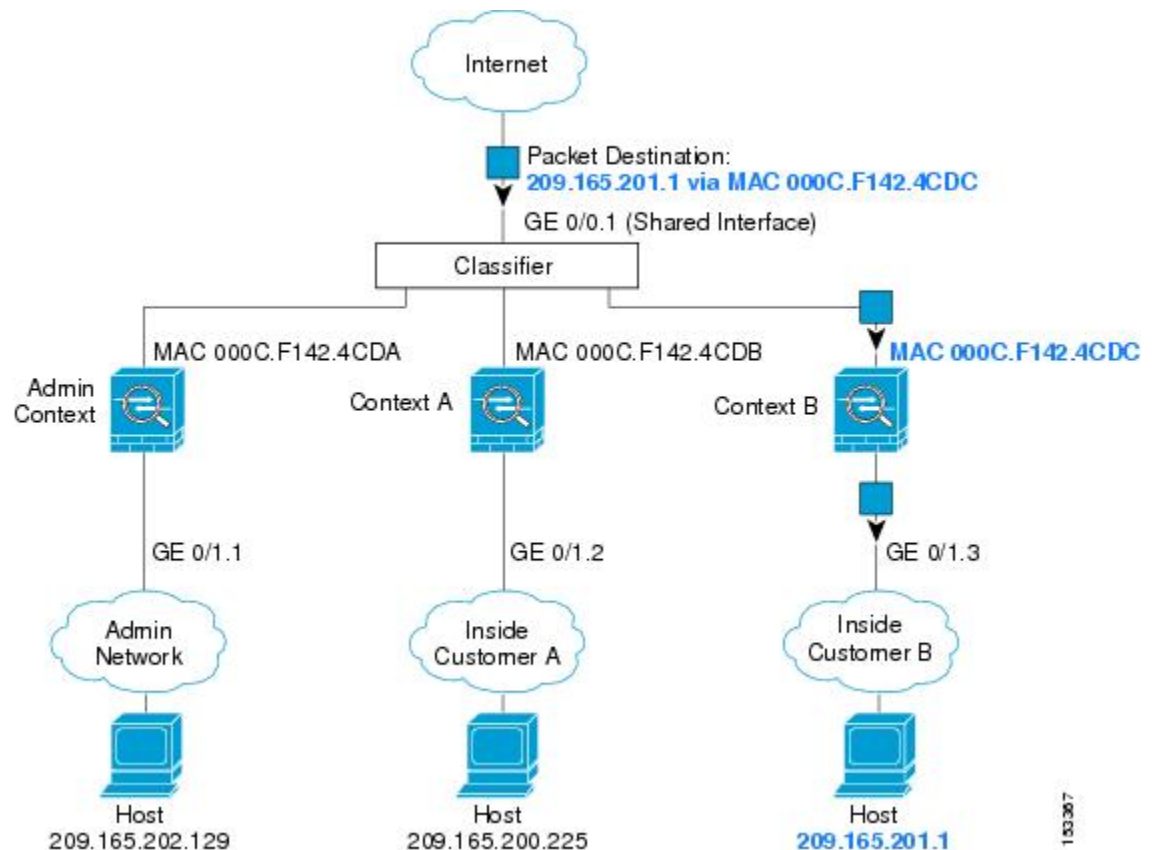 Internet
Packet Destination:
209.165.201.1 via MAC 000C.F142.4CDC
GE 0/0.1 (Shared Interface)
Classifier
MAC 000C.F142.4CDA
MAC 000C.F142.4CDB
MAC 000C.F142.4CDC
Admin
Context
Context A
Context B
GE 0/1.1
GE 0/1.2
GE 0/1.3
Admin
Network
Inside
Customer A
Inside
Customer B
Host
209.165.202.129
Host
209.165.200.225
Host
209.165.201.1
153367